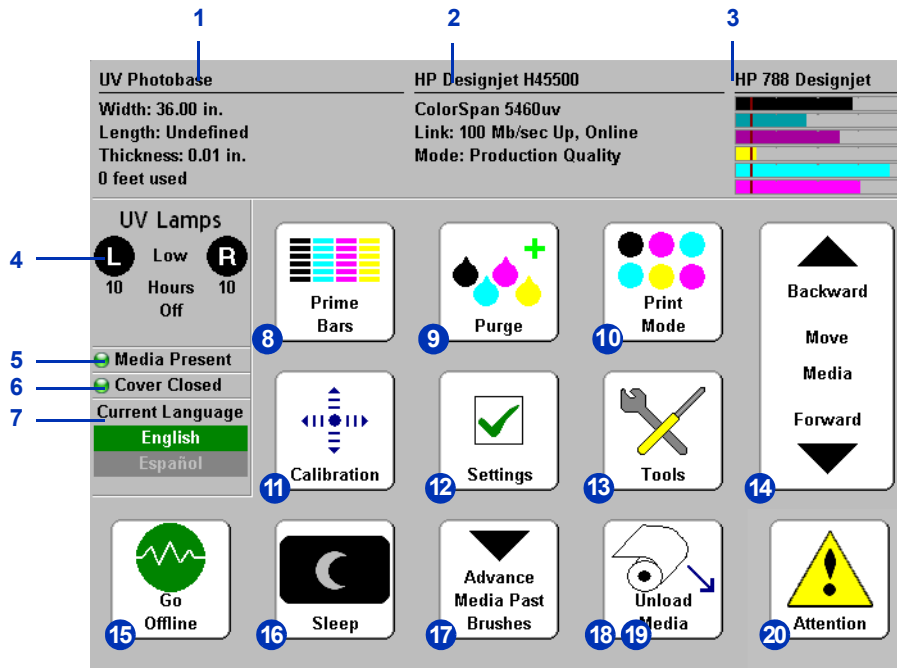 1
2
3
UV Photobase
Width: 36.00 in.
Length: Undefined
Thickness: 0.01 in.
0 feet used
HP Designjet H45500
ColorSpan 5460uv
Link: 100 Mb/sec Up, Online
Mode: Production Quality
HP 788 Designjet
4
UV Lamps
L
Low
R
10
Hours
10
Off
5
Media Present
6
Cover Closed
7
Current Language
English
Español
Prime
Bars
8
Purge
9
Print
Mode
10
Backward
Move
Media
Forward
14
Calibration
11
Settings
12
Tools
13
Go
Offline
15
Sleep
16
Advance
Media Past
Brushes
17
Unload
Media
18
19
Attention
20